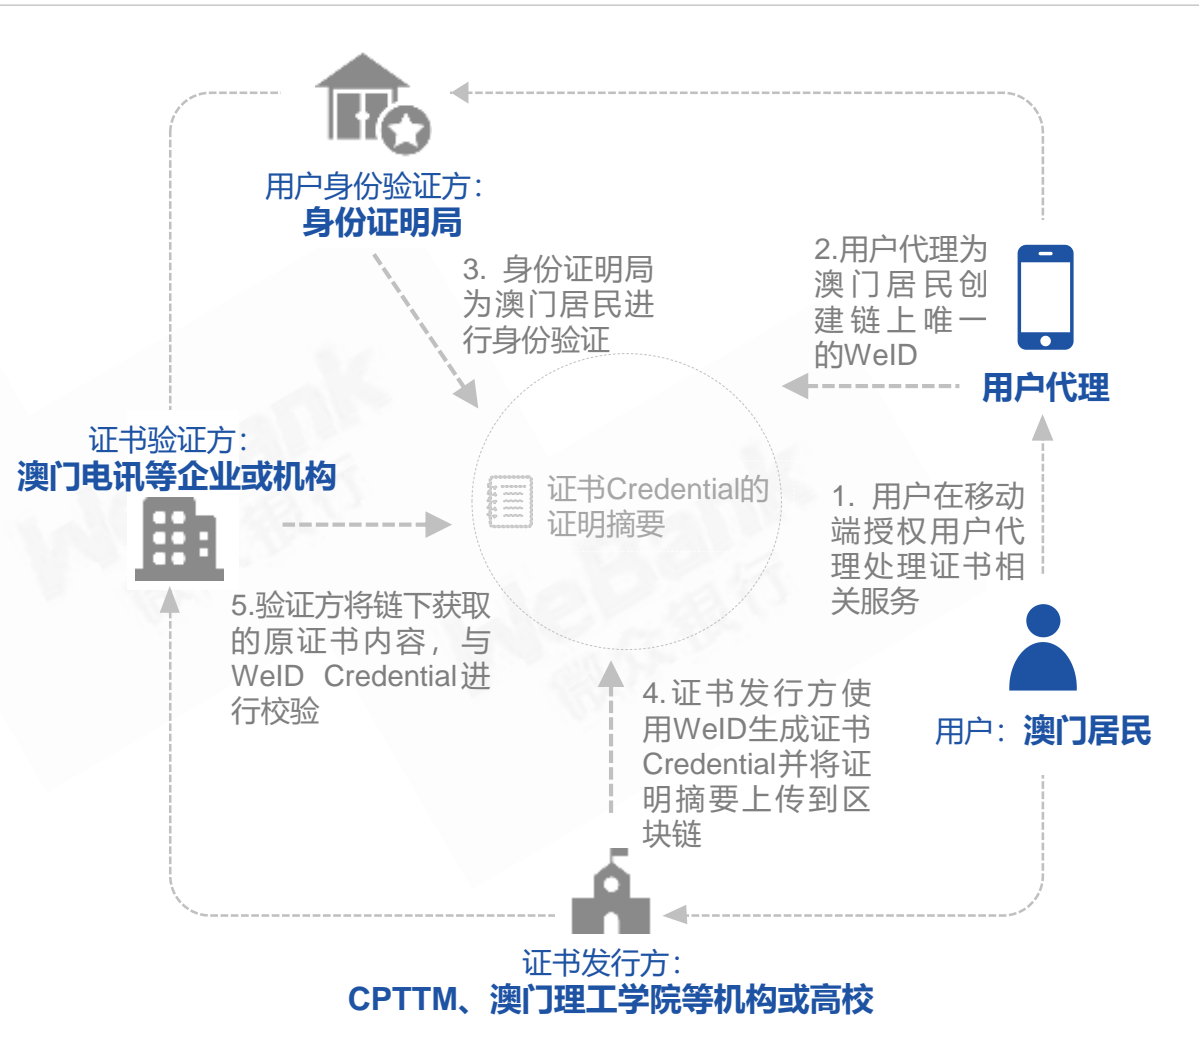 用户身份验证方：
身份证明局
3. 身份证明局
为澳门居民进
行身份验证
2.用户代理为
澳门居民创
建链上唯一
的WeID
用户代理
证书验证方：
澳门电讯等企业或机构
证书Credential的
证明摘要
1. 用户在移动
端授权用户代
理处理证书相
关服务
5.验证方将链下获取
的原证书内容，与
WeID Credential进
行校验
4.证书发行方使
用WeID生成证书
Credential并将证
明摘要上传到区
块链
用户：澳门居民
证书发行方：
CPTTM、澳门理工学院等机构或高校
WeBank
微众银行
WeBank
微众银行